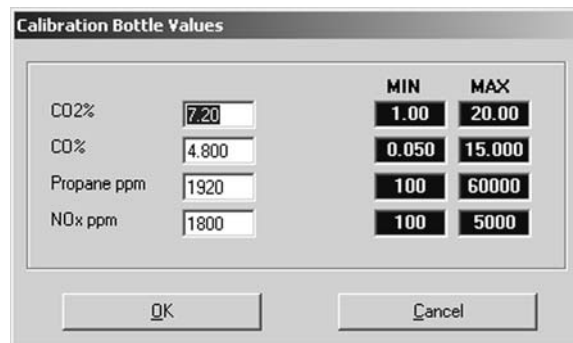 Calibration Bottle Values
MIN MAX
CO2% 7.20 1.00 20.00
CO% 4.800 0.050 15.000
Propane ppm 1920 100 60000
NOx ppm 1800 100 5000
OK Cancel